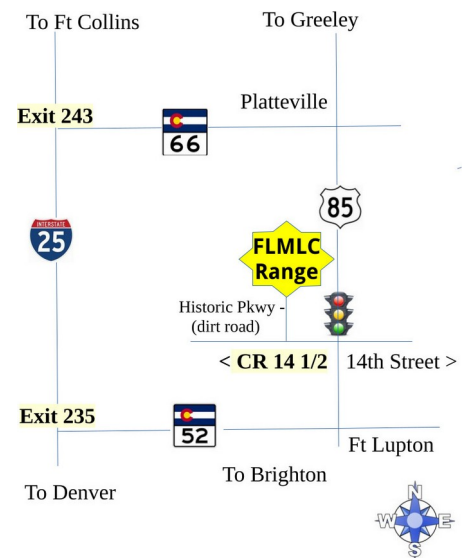 To Ft Collins
To Greeley
Platteville
Exit 243
66
85
INTERSTATE
25
FLMLC
Range
Historic Pkwy -
(dirt road)
< CR 14 1/2
14th Street >
Exit 235
52
Ft Lupton
To Brighton
To Denver
N
W
E
S